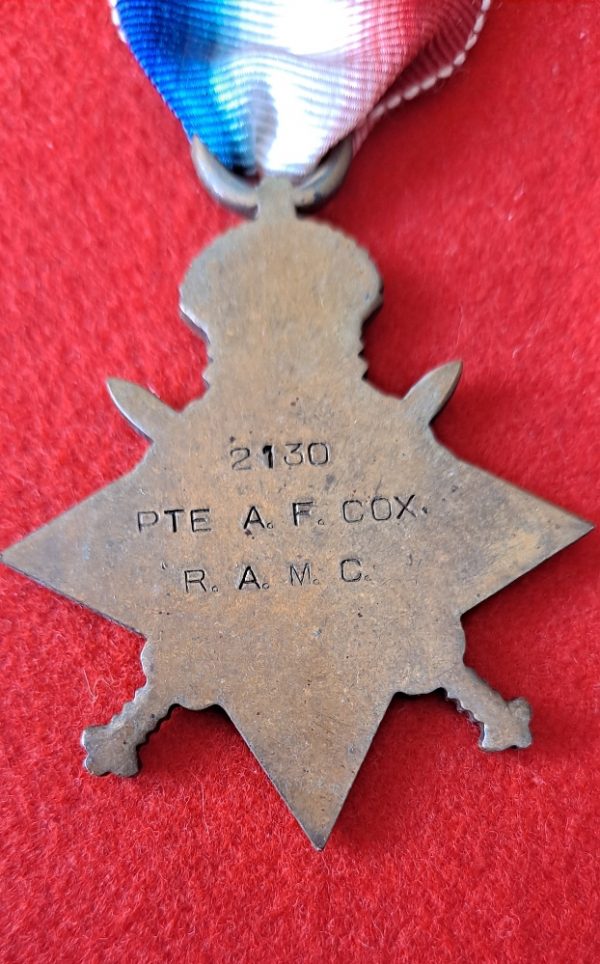 2130
PTE A. F. COX.
R. A. M. C.